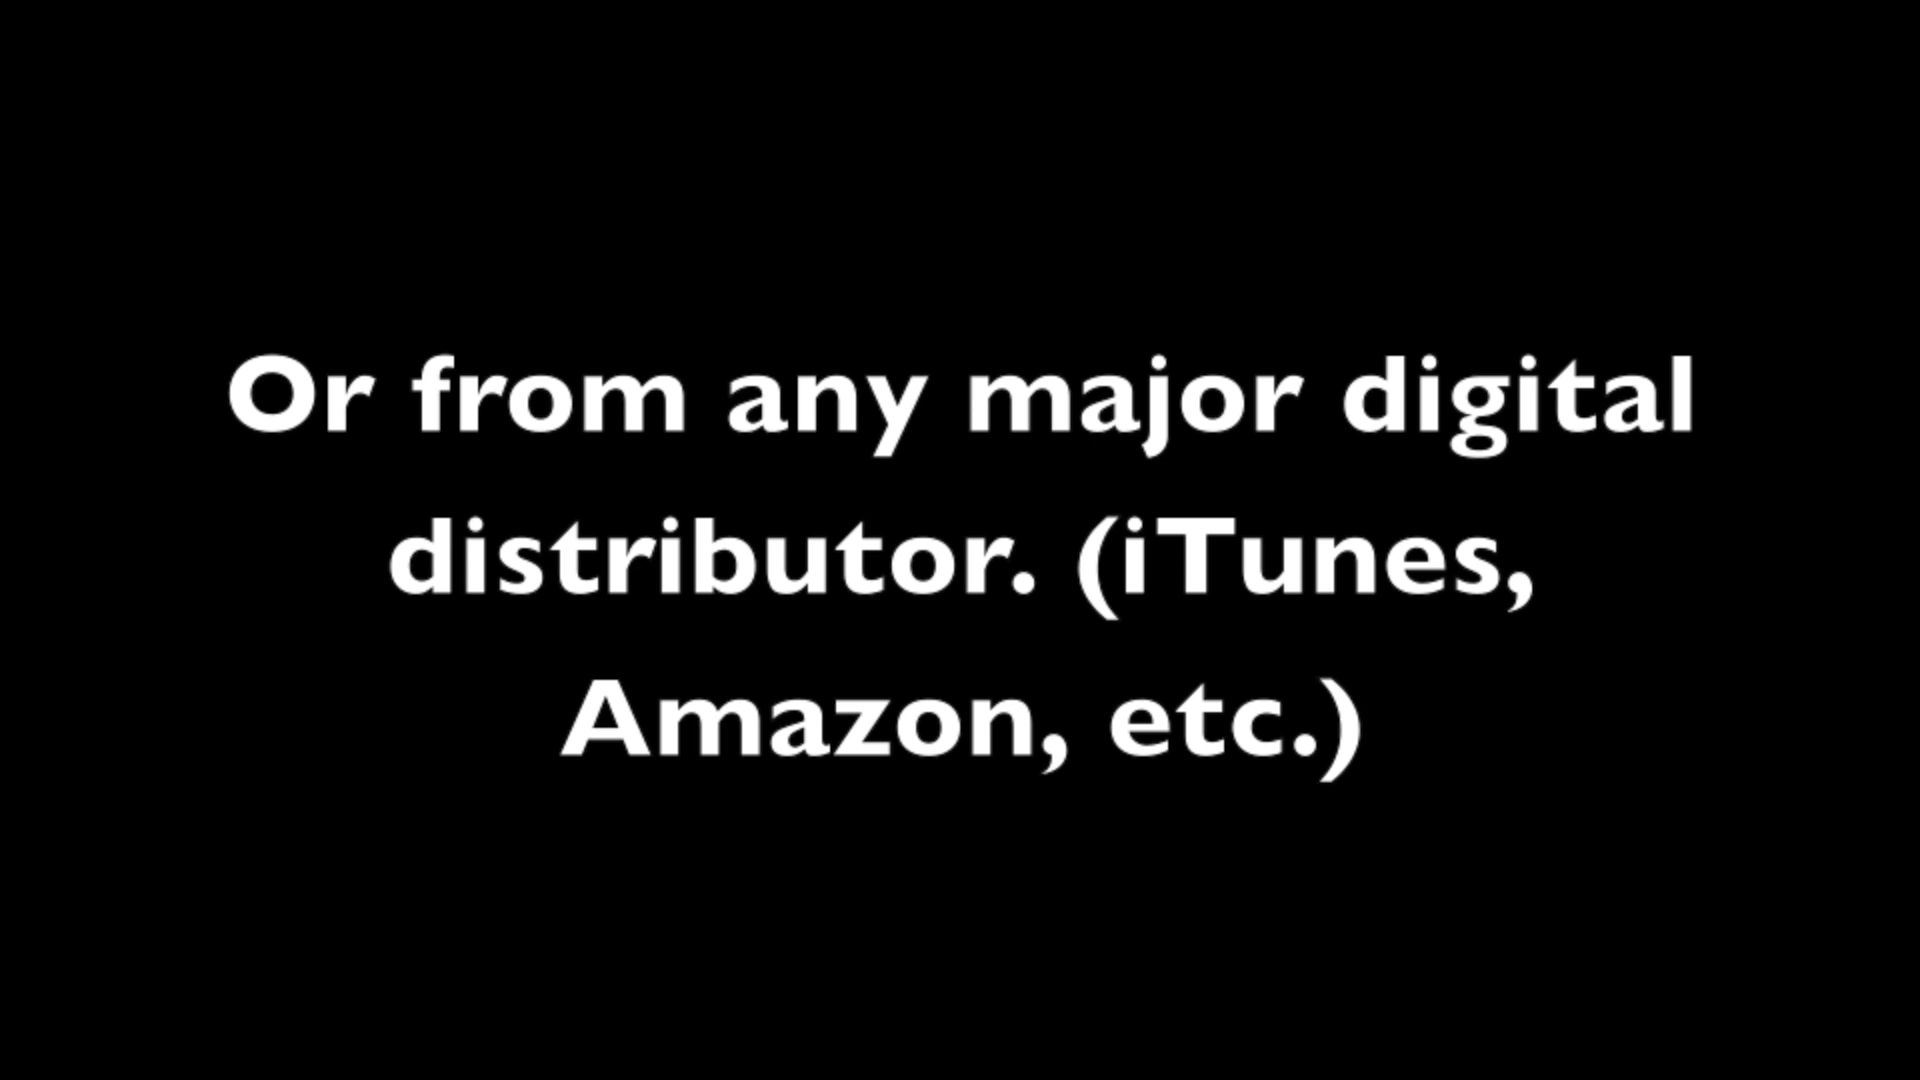 Or from any major digital
distributor. (iTunes,
Amazon, etc.)